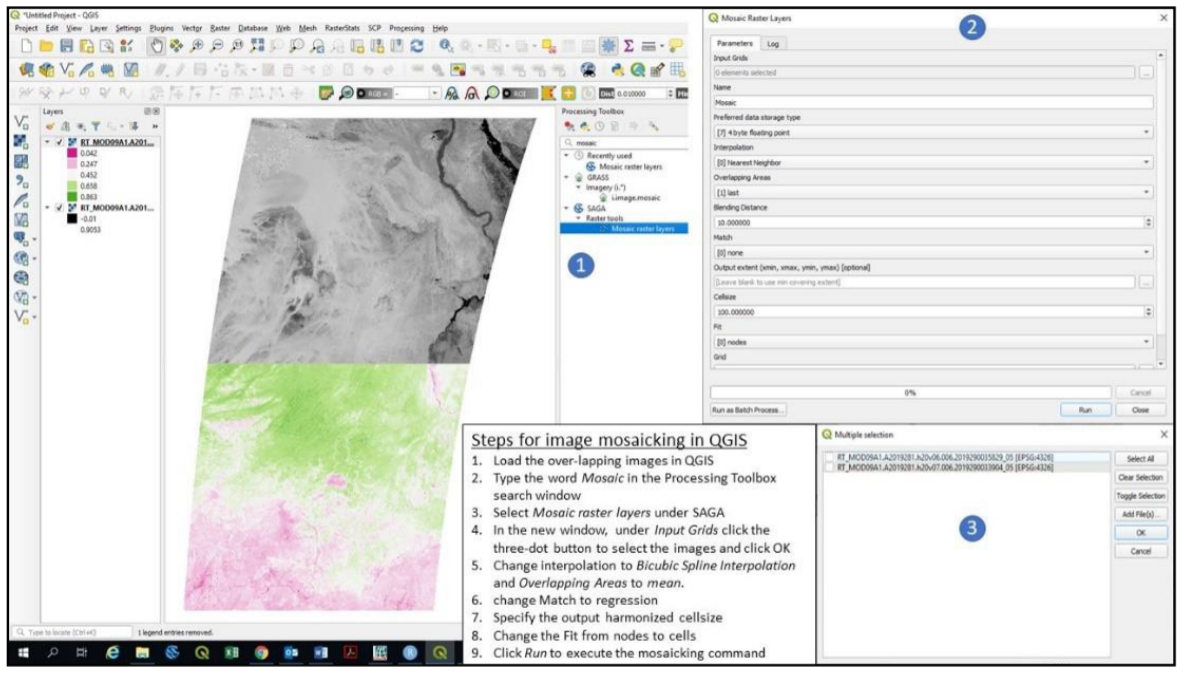 *Untitled Project - QGIS
Project Edit View Layer Settings Plugins Vector Raster Database Web Mesh RasterStats SCP Processing Help
RGB = -
RGI
Dist 0.010000
Layers
RT_MOD09A1.A201...
0.042
0.247
0.452
0.658
0.863
RT_MOD09A1.A201...
-0.01
0.9053
Processing Toolbox
mosaic
Recently used
Mosaic raster layers
GRASS
Imagery (i.*)
i.image.mosaic
SAGA
Raster tools
Mosaic raster layers
1
Type to locate (Ctrl+K)
1 legend entries removed.
Mosaic Raster Layers
2
Parameters Log
Input Grids
0 elements selected
...
Name
Mosaic
Preferred data storage type
[7] 4 byte floating point
Interpolation
[0] Nearest Neighbor
Overlapping Areas
[1] last
Blending Distance
10.000000
Match
[0] none
Output extent (xmin, xmax, ymin, ymax) [optional]
[Leave blank to use min covering extent]
...
Cellsize
100.000000
Fit
[0] nodes
Grid
0%
Cancel
Run as Batch Process...
Run
Close
Steps for image mosaicking in QGIS
1. Load the over-lapping images in QGIS
2. Type the word Mosaic in the Processing Toolbox
search window
3. Select Mosaic raster layers under SAGA
4. In the new window, under Input Grids click the
three-dot button to select the images and click OK
5. Change interpolation to Bicubic Spline Interpolation
and Overlapping Areas to mean.
6. change Match to regression
7. Specify the output harmonized cellsize
8. Change the Fit from nodes to cells
9. Click Run to execute the mosaicking command
Multiple selection
RT_MOD09A1.A2019281.h20v06.006.2019290035829_05 [EPSG:4326]
RT_MOD09A1.A2019281.h20v07.006.2019290033904_05 [EPSG:4326]
3
Select All
Clear Selection
Toggle Selection
Add File(s)...
OK
Cancel